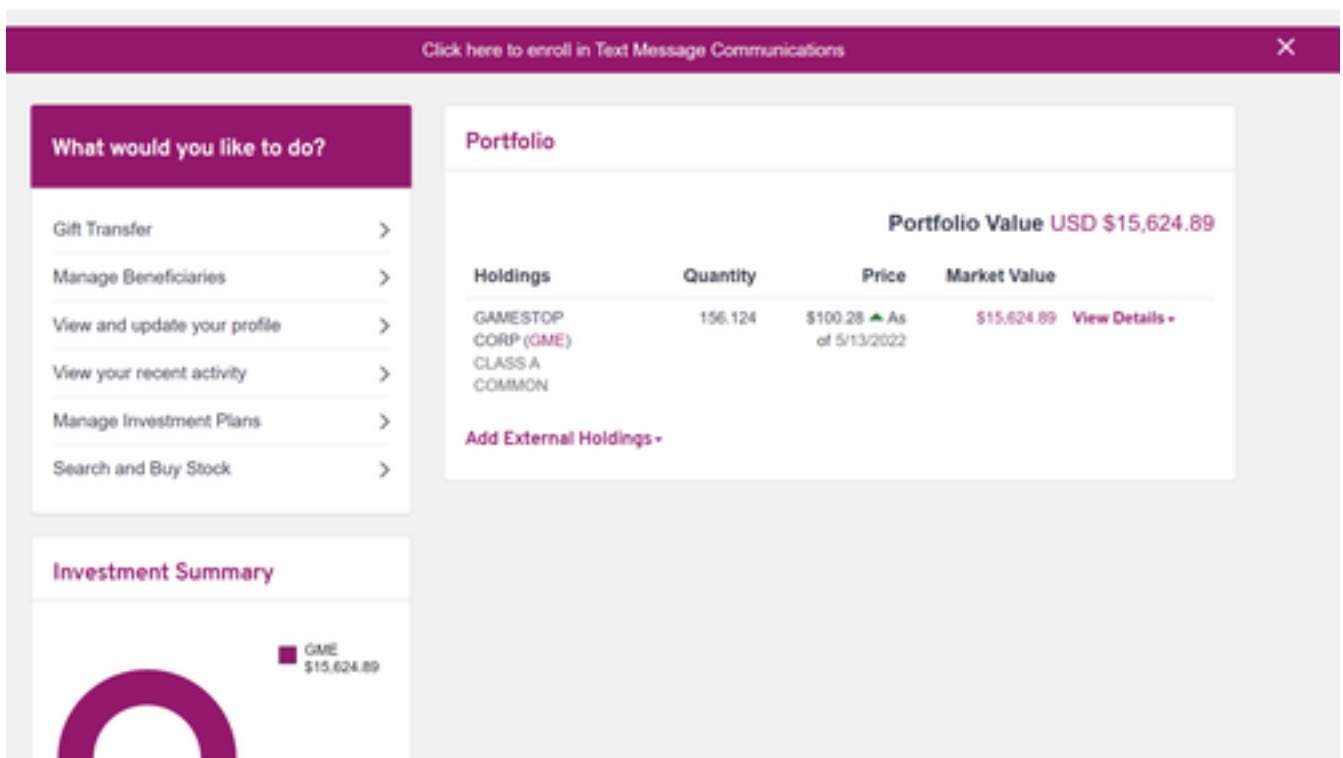 Click here to enroll in Text Message Communications
What would you like to do?
Gift Transfer
Manage Beneficiaries
View and update your profile
View your recent activity
Manage Investment Plans
Search and Buy Stock
Portfolio
Portfolio Value USD $15,624.89
Holdings Quantity Price Market Value
GAMESTOP 156.124 $100.28 As $15,624.89 View Details
CORP (GME) of 5/13/2022
CLASS A
COMMON
Add External Holdings
Investment Summary
GME
$15,624.89